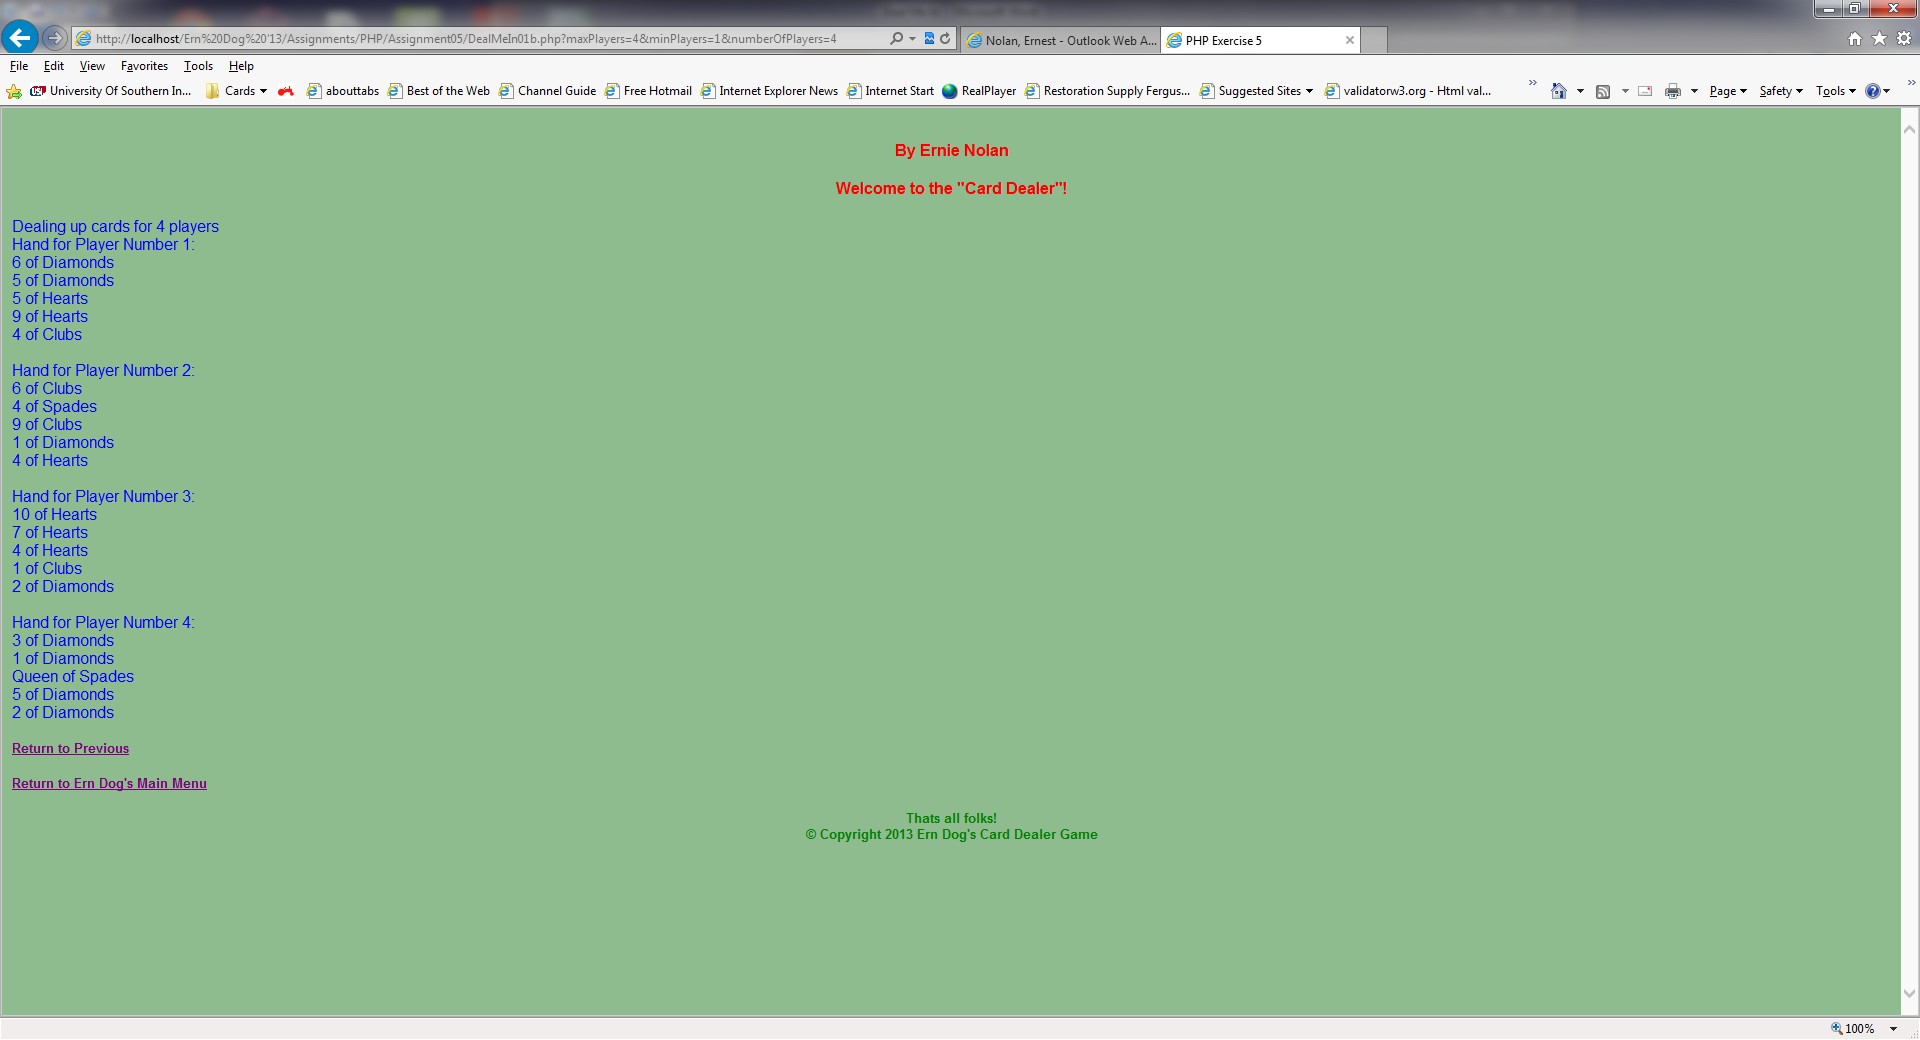 http://localhost/Ern%20Dog%20'13/Assignments/PHP/Assignment05/DealMeIn01b.php?maxPlayers=4&minPlayers=1&numberOfPlayers=4
Nolan, Ernest - Outlook Web A...
PHP Exercise 5
File Edit View Favorites Tools Help
University Of Southern In... Cards abouttabs Best of the Web Channel Guide Free Hotmail Internet Explorer News Internet Start RealPlayer Restoration Supply Fergus... Suggested Sites validatorw3.org - Html val... Page Safety Tools
By Ernie Nolan
Welcome to the "Card Dealer"!
Dealing up cards for 4 players
Hand for Player Number 1:
6 of Diamonds
5 of Diamonds
5 of Hearts
9 of Hearts
4 of Clubs
Hand for Player Number 2:
6 of Clubs
4 of Spades
9 of Clubs
1 of Diamonds
4 of Hearts
Hand for Player Number 3:
10 of Hearts
7 of Hearts
4 of Hearts
1 of Clubs
2 of Diamonds
Hand for Player Number 4:
3 of Diamonds
1 of Diamonds
Queen of Spades
5 of Diamonds
2 of Diamonds
Return to Previous
Return to Ern Dog's Main Menu
Thats all folks!
© Copyright 2013 Ern Dog's Card Dealer Game
100%